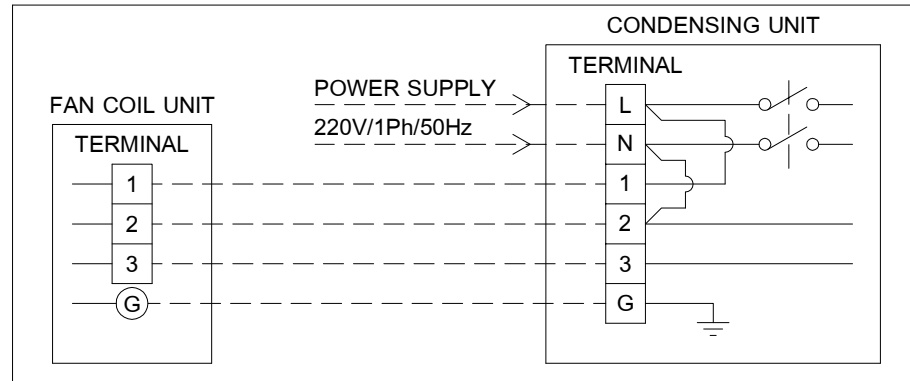 CONDENSING UNIT
TERMINAL
POWER SUPPLY
220V/1Ph/50Hz
L
N
1
2
3
G
FAN COIL UNIT
TERMINAL
1
2
3
G